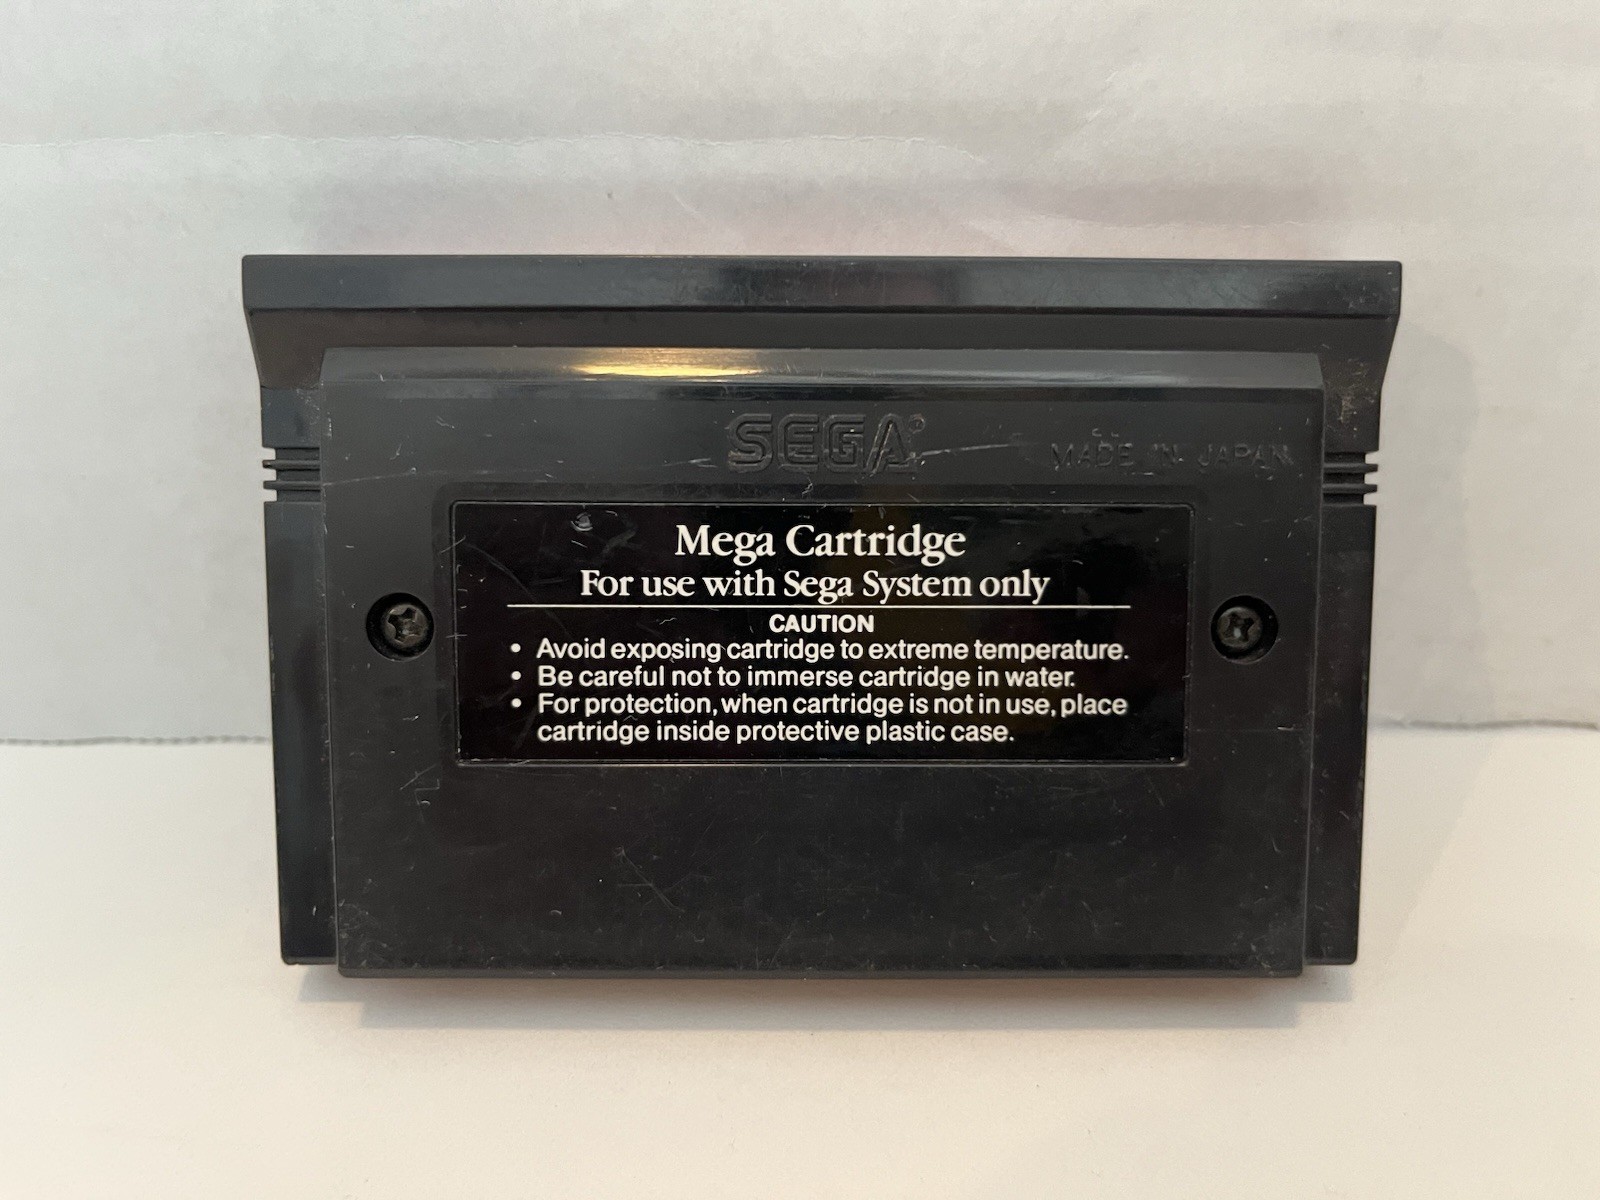 SEGA®
MADE IN JAPAN
Mega Cartridge
For use with Sega System only
CAUTION
• Avoid exposing cartridge to extreme temperature.
• Be careful not to immerse cartridge in water.
• For protection, when cartridge is not in use, place
cartridge inside protective plastic case.